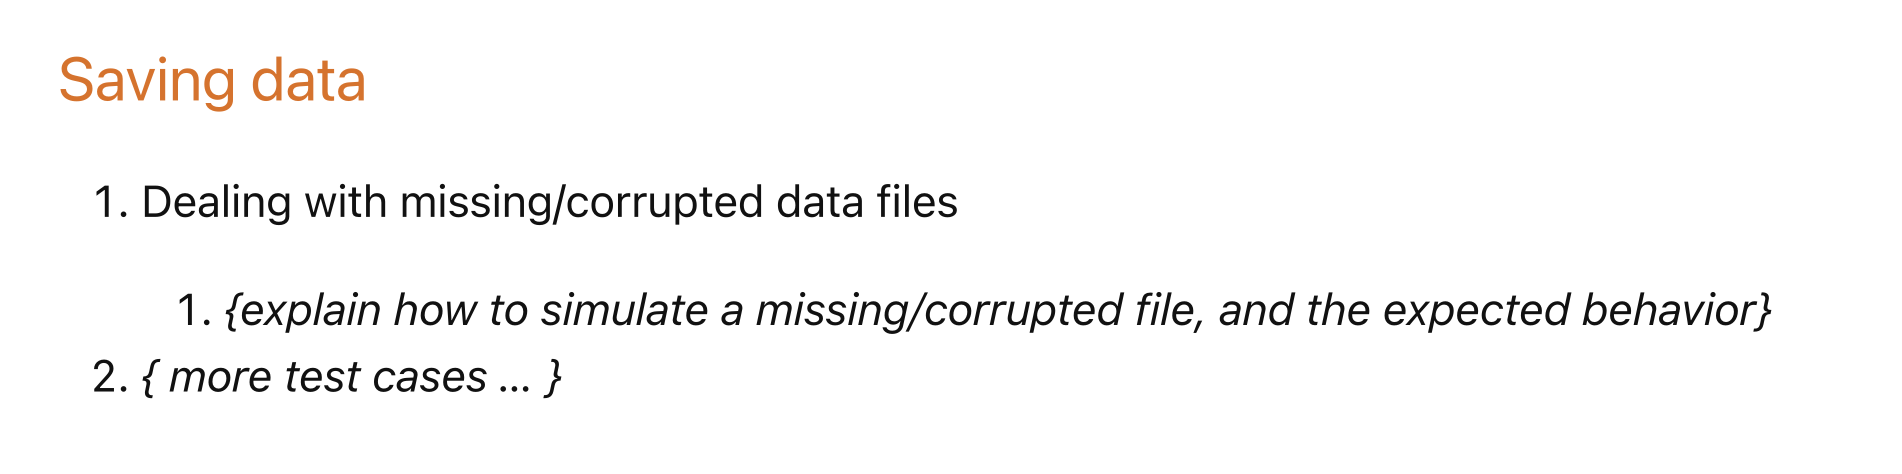 Saving data
1. Dealing with missing/corrupted data files
1. {explain how to simulate a missing/corrupted file, and the expected behavior}
2. { more test cases ... }